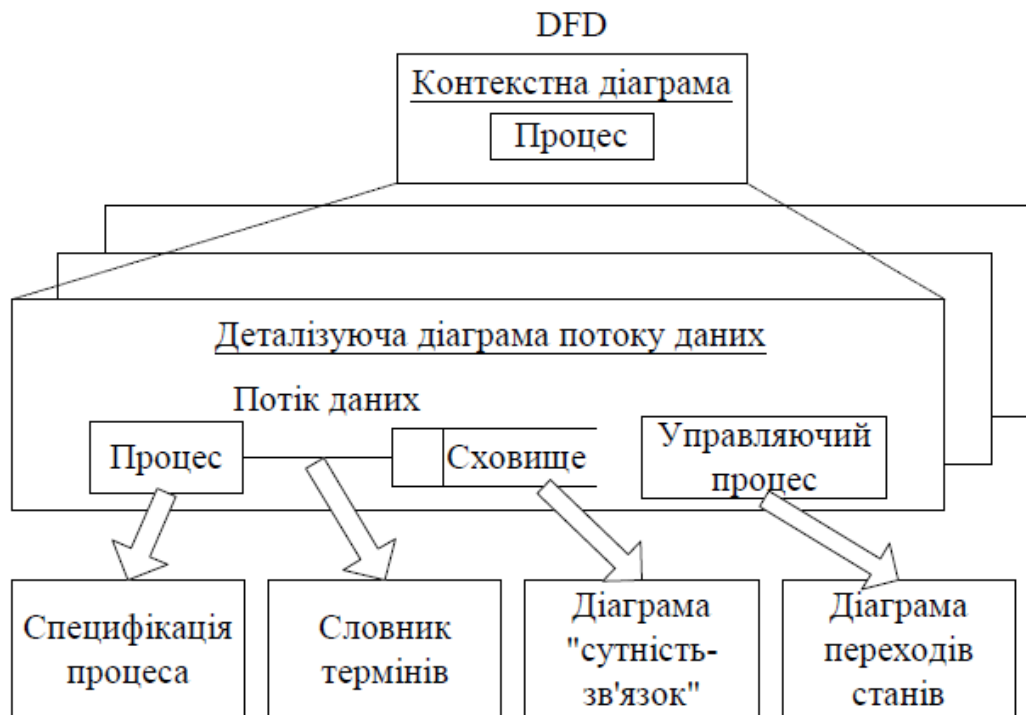 DFD
Контекстна діаграма
Процес
Деталізуюча діаграма потоку даних
Потік даних
Процес
Сховище
Управляючий
процес
Специфікація
процеса
Словник
термінів
Діаграма
"сутність-
зв'язок"
Діаграма
переходів
станів